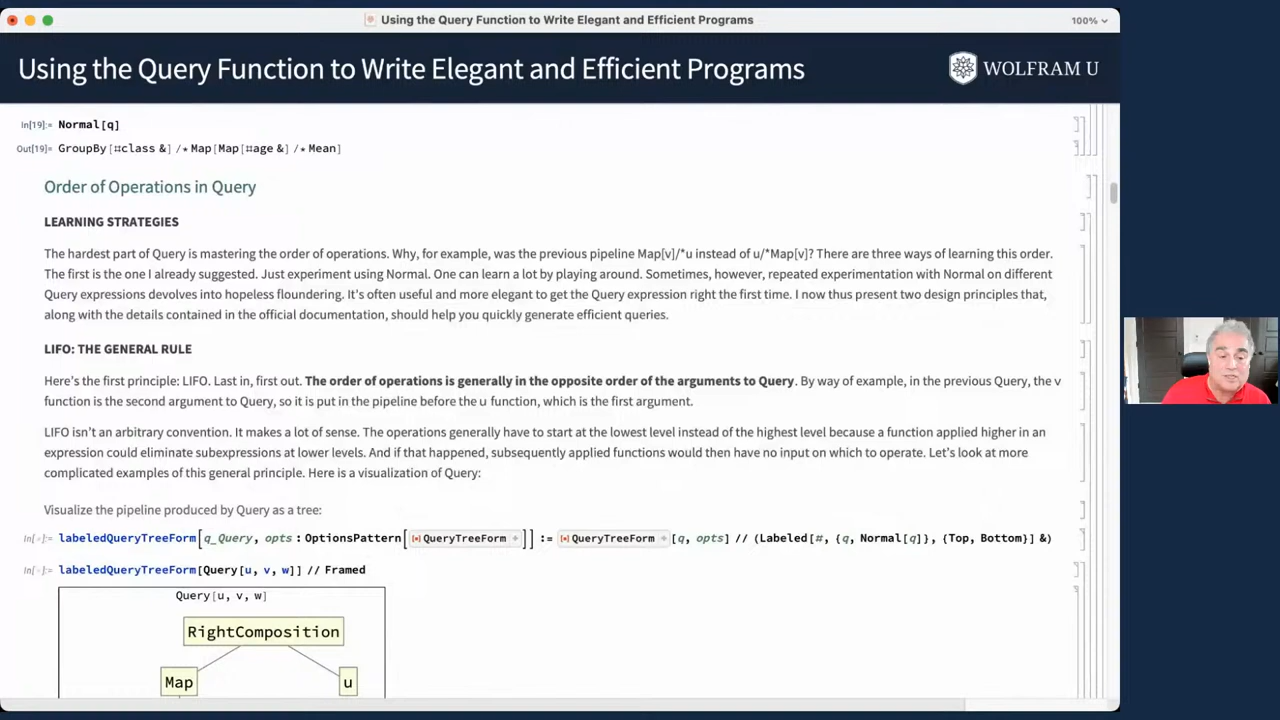 Using the Query Function to Write Elegant and Efficient Programs
100%
Using the Query Function to Write Elegant and Efficient Programs
WOLFRAM U
In[19]:= Normal[q]
Out[19]= GroupBy[#class &] /* Map[Map[#age &] /* Mean]
Order of Operations in Query
LEARNING STRATEGIES
The hardest part of Query is mastering the order of operations. Why, for example, was the previous pipeline Map[v]/*u instead of u/*Map[v]? There are three ways of learning this order.
The first is the one I already suggested. Just experiment using Normal. One can learn a lot by playing around. Sometimes, however, repeated experimentation with Normal on different
Query expressions devolves into hopeless floundering. It's often useful and more elegant to get the Query expression right the first time. I now thus present two design principles that,
along with the details contained in the official documentation, should help you quickly generate efficient queries.
LIFO: THE GENERAL RULE
Here's the first principle: LIFO. Last in, first out. The order of operations is generally in the opposite order of the arguments to Query. By way of example, in the previous Query, the v
function is the second argument to Query, so it is put in the pipeline before the u function, which is the first argument.
LIFO isn't an arbitrary convention. It makes a lot of sense. The operations generally have to start at the lowest level instead of the highest level because a function applied higher in an
expression could eliminate subexpressions at lower levels. And if that happened, subsequently applied functions would then have no input on which to operate. Let's look at more
complicated examples of this general principle. Here is a visualization of Query:
Visualize the pipeline produced by Query as a tree:
In[•]:= labeledQueryTreeForm[q_Query, opts : OptionsPattern[QueryTreeForm +]] := QueryTreeForm +[q, opts] // (Labeled[#, {q, Normal[q]}, {Top, Bottom}] &)
In[•]:= labeledQueryTreeForm[Query[u, v, w]] // Framed
Query[u, v, w]
RightComposition
Map u